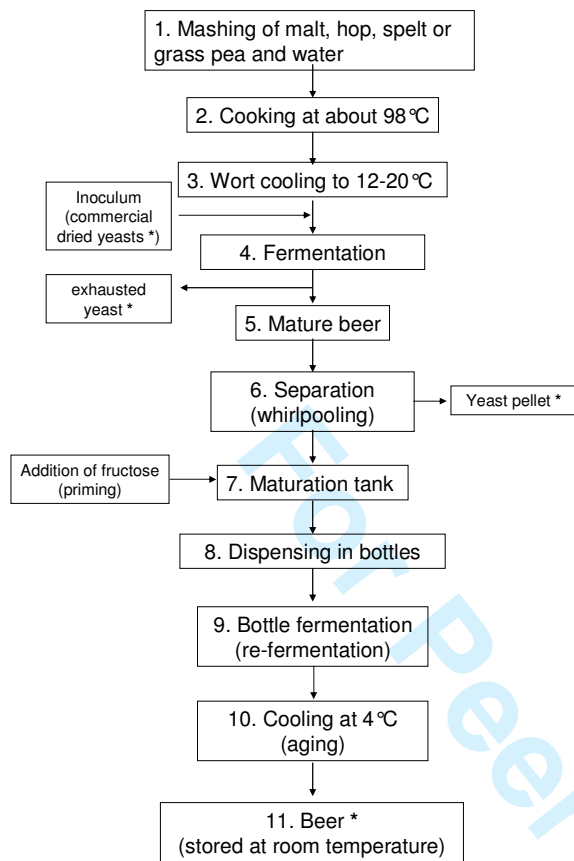 1. Mashing of malt, hop, spelt or
grass pea and water
2. Cooking at about 98°C
3. Wort cooling to 12-20°C
Inoculum
(commercial
dried yeasts *)
4. Fermentation
exhausted
yeast *
5. Mature beer
6. Separation
(whirlpooling)
Yeast pellet *
Addition of fructose
(priming)
7. Maturation tank
8. Dispensing in bottles
9. Bottle fermentation
(re-fermentation)
10. Cooling at 4°C
(aging)
11. Beer *
(stored at room temperature)
For Peer